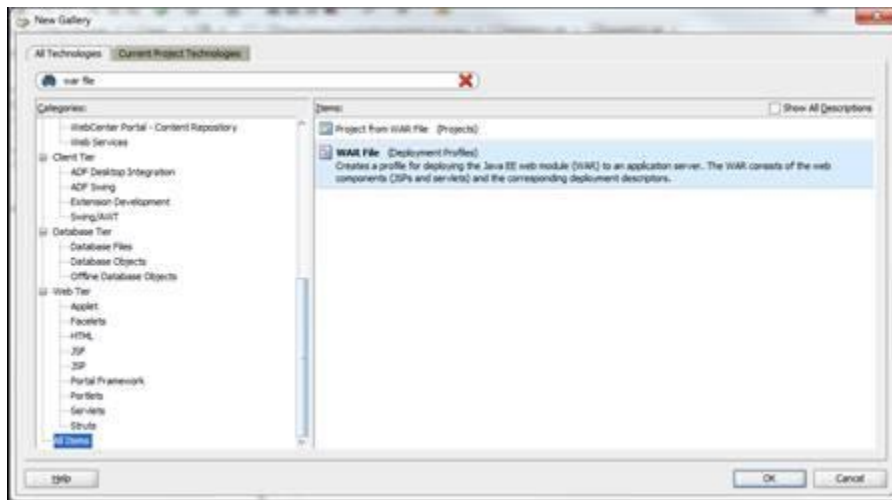 New Gallery
All Technologies Current Project Technologies
war file
Categories:
WebCenter Portal - Content Repository
Web Services
Client Tier
ADF Desktop Integration
ADF Swing
Extension Development
Swing/AWT
Database Tier
Database Files
Database Objects
Offline Database Objects
Web Tier
Applet
Facelets
HTML
JSF
JSP
Portal Framework
Portlets
Servlets
Struts
All Items
Items:
Show All Descriptions
Project from WAR File (Projects)
WAR File (Deployment Profiles)
Creates a profile for deploying the Java EE web module (WAR) to an application server. The WAR consists of the web
components (JSPs and servlets) and the corresponding deployment descriptors.
Help
OK
Cancel